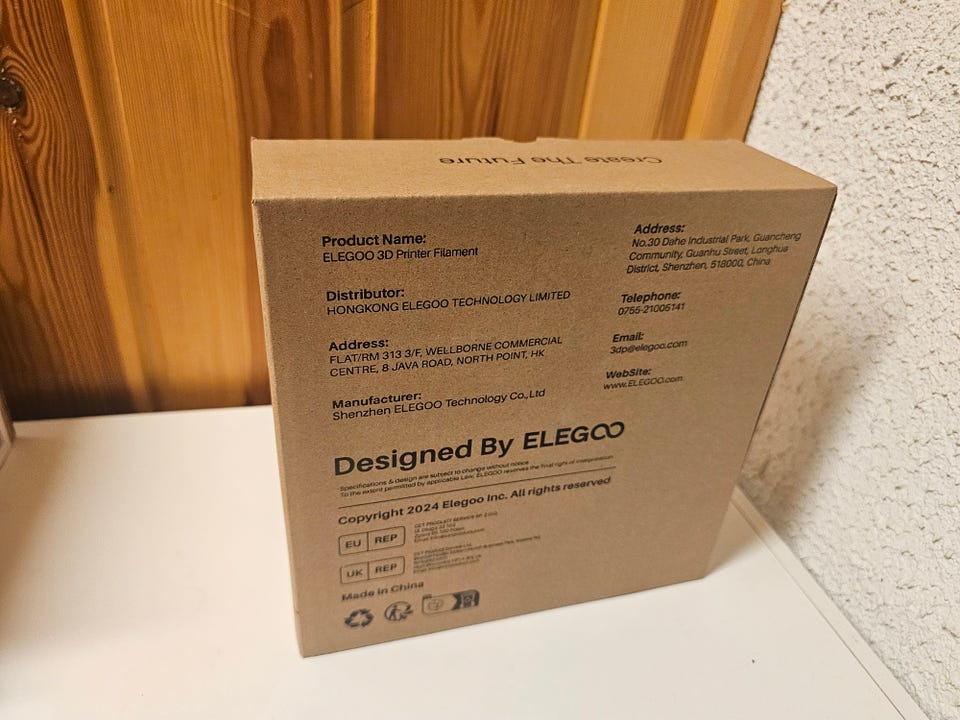 Create The Future
Product Name:
ELEGOO 3D Printer Filament
Distributor:
HONGKONG ELEGOO TECHNOLOGY LIMITED
Address:
FLAT/RM 313 3/F, WELLBORNE COMMERCIAL
CENTRE, 8 JAVA ROAD, NORTH POINT, HK
Manufacturer:
Shenzhen ELEGOO Technology Co.,Ltd
Address:
No.30 Dahe Industrial Park, Guancheng
Community, Guanhu Street, Longhua
District, Shenzhen, 518000, China
Telephone:
0755-21005141
Email:
3dp@elegoo.com
WebSite:
www.ELEGOO.com
Designed By ELEGOO
Specifications & design are subject to change without notice
To the extent permitted by applicable Law, ELEGOO reserves the final right of interpretation
Copyright 2024 Elegoo Inc. All rights reserved
EU REP
UK REP
Made in China